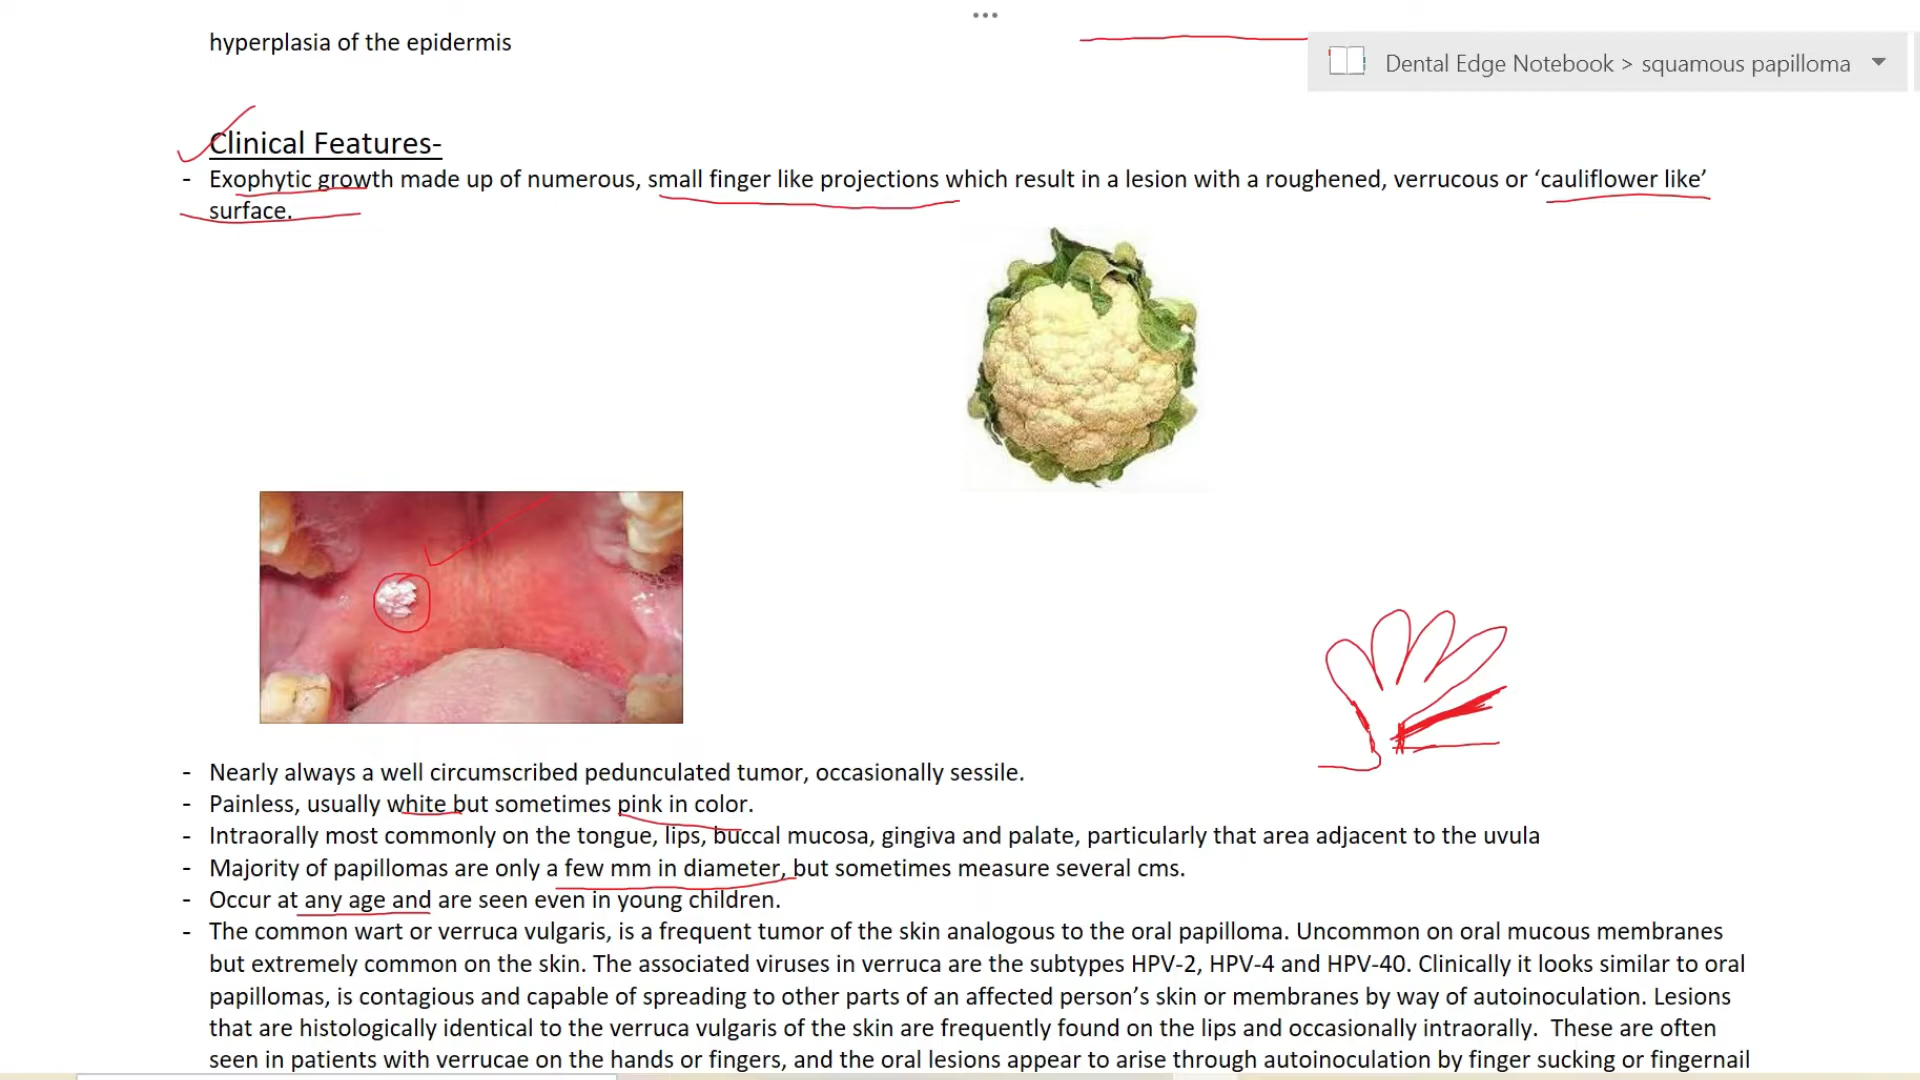 hyperplasia of the epidermis
Dental Edge Notebook > squamous papilloma
Clinical Features-
- Exophytic growth made up of numerous, small finger like projections which result in a lesion with a roughened, verrucous or ‘cauliflower like’
surface.
- Nearly always a well circumscribed pedunculated tumor, occasionally sessile.
- Painless, usually white but sometimes pink in color.
- Intraorally most commonly on the tongue, lips, buccal mucosa, gingiva and palate, particularly that area adjacent to the uvula
- Majority of papillomas are only a few mm in diameter, but sometimes measure several cms.
- Occur at any age and are seen even in young children.
- The common wart or verruca vulgaris, is a frequent tumor of the skin analogous to the oral papilloma. Uncommon on oral mucous membranes
but extremely common on the skin. The associated viruses in verruca are the subtypes HPV-2, HPV-4 and HPV-40. Clinically it looks similar to oral
papillomas, is contagious and capable of spreading to other parts of an affected person’s skin or membranes by way of autoinoculation. Lesions
that are histologically identical to the verruca vulgaris of the skin are frequently found on the lips and occasionally intraorally.  These are often
seen in patients with verrucae on the hands or fingers, and the oral lesions appear to arise through autoinoculation by finger sucking or fingernail